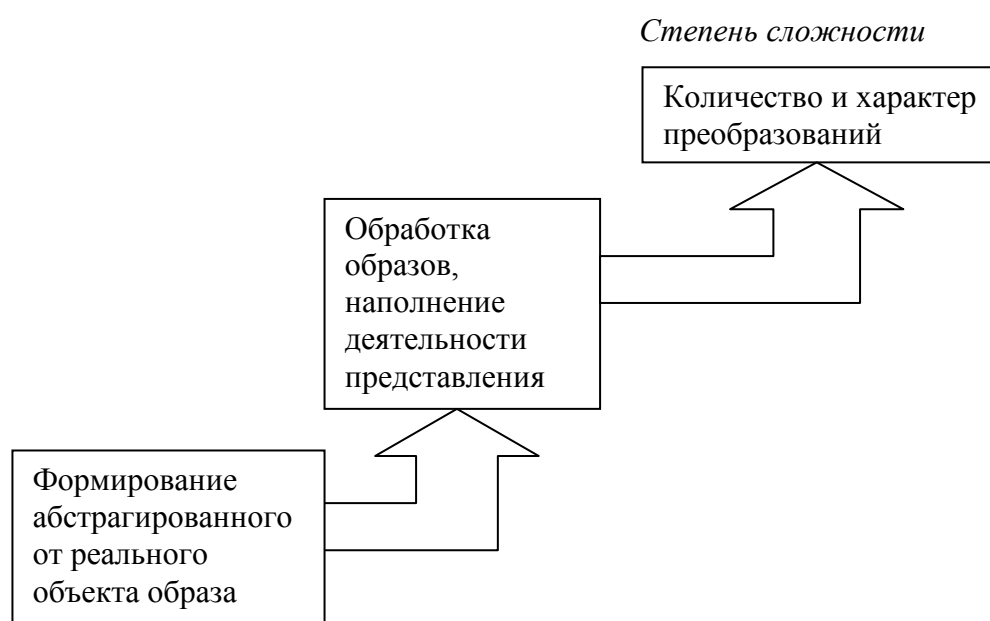 Степень сложности
Количество и характер
преобразований
Обработка
образов,
наполнение
деятельности
представления
Формирование
абстрагированного
от реального
объекта образа